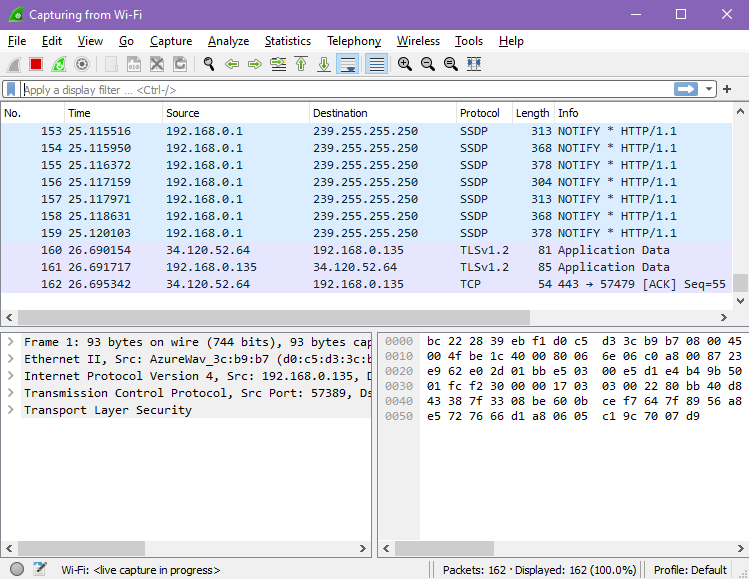 Capturing from Wi-Fi
File Edit View Go Capture Analyze Statistics Telephony Wireless Tools Help
Apply a display filter ... <Ctrl-/>
No. Time Source Destination Protocol Length Info
153 25.115516 192.168.0.1 239.255.255.250 SSDP 313 NOTIFY * HTTP/1.1
154 25.115950 192.168.0.1 239.255.255.250 SSDP 368 NOTIFY * HTTP/1.1
155 25.116372 192.168.0.1 239.255.255.250 SSDP 378 NOTIFY * HTTP/1.1
156 25.117159 192.168.0.1 239.255.255.250 SSDP 304 NOTIFY * HTTP/1.1
157 25.117971 192.168.0.1 239.255.255.250 SSDP 313 NOTIFY * HTTP/1.1
158 25.118631 192.168.0.1 239.255.255.250 SSDP 368 NOTIFY * HTTP/1.1
159 25.120103 192.168.0.1 239.255.255.250 SSDP 378 NOTIFY * HTTP/1.1
160 26.690154 34.120.52.64 192.168.0.135 TLSv1.2 81 Application Data
161 26.691717 192.168.0.135 34.120.52.64 TLSv1.2 85 Application Data
162 26.695342 34.120.52.64 192.168.0.135 TCP 54 443 → 57479 [ACK] Seq=55
Frame 1: 93 bytes on wire (744 bits), 93 bytes cap
Ethernet II, Src: AzureWav_3c:b9:b7 (d0:c5:d3:3c:b
Internet Protocol Version 4, Src: 192.168.0.135, D
Transmission Control Protocol, Src Port: 57389, Ds
Transport Layer Security
0000 bc 22 28 39 eb f1 d0 c5 d3 3c b9 b7 08 00 45
0010 00 4f be 1c 40 00 80 06 6e 06 c0 a8 00 87 23
0020 e9 62 e0 2d 01 bb e5 03 00 e5 d1 e4 b4 9b 50
0030 01 fc f2 30 00 00 17 03 03 00 22 80 bb 40 d8
0040 43 38 7f 33 08 be 60 0b ce f7 64 7f 89 56 a8
0050 e5 72 76 66 d1 a8 06 05 c1 9c 70 07 d9
Wi-Fi: <live capture in progress> Packets: 162 · Displayed: 162 (100.0%) Profile: Default